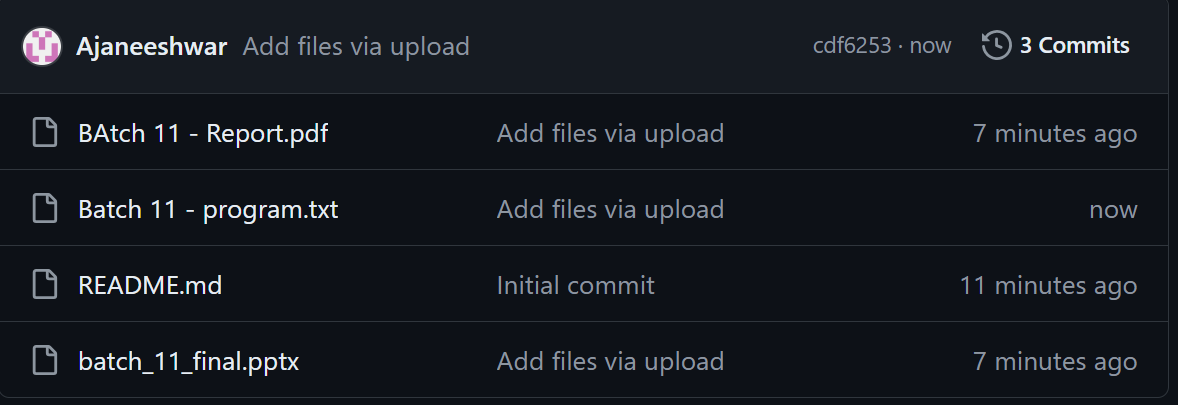 Ajaneeshwar Add files via upload cdf6253 · now 3 Commits
BAtch 11 - Report.pdf Add files via upload 7 minutes ago
Batch 11 - program.txt Add files via upload now
README.md Initial commit 11 minutes ago
batch_11_final.pptx Add files via upload 7 minutes ago